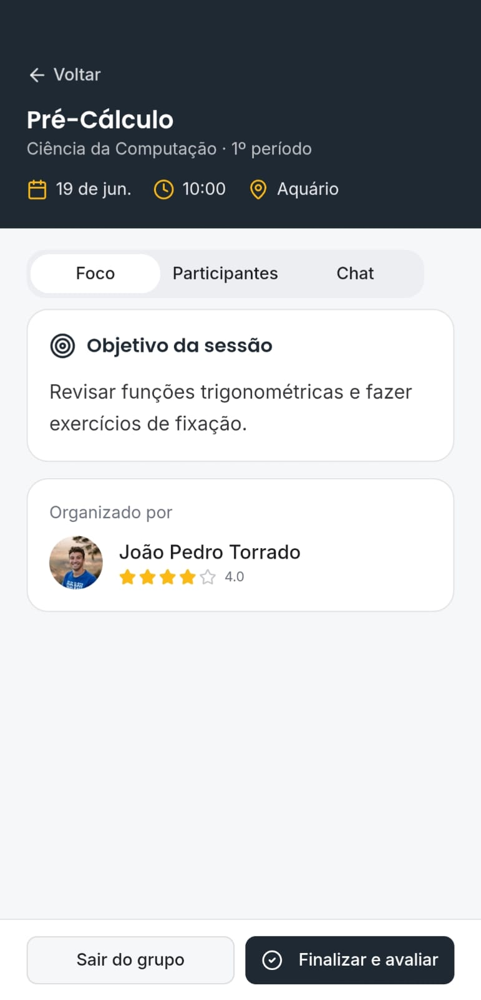 Voltar
Pré-Cálculo
Ciência da Computação · 1º período
19 de jun. 10:00 Aquário
Foco Participantes Chat
Objetivo da sessão
Revisar funções trigonométricas e fazer
exercícios de fixação.
Organizado por
João Pedro Torrado
4.0
Sair do grupo Finalizar e avaliar